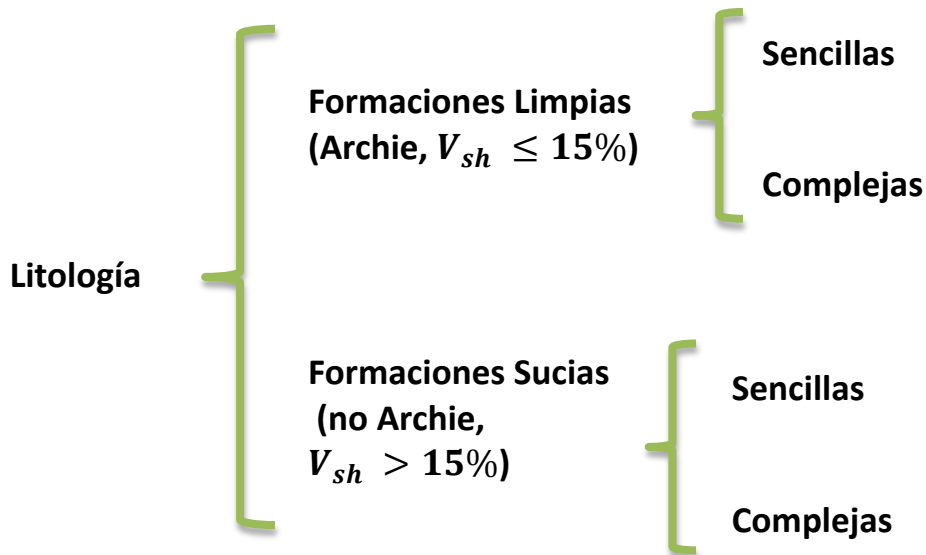 Litología
Formaciones Limpias
(Archie, V_sh ≤ 15%)
Sencillas
Complejas
Formaciones Sucias
(no Archie,
V_sh > 15%)
Sencillas
Complejas